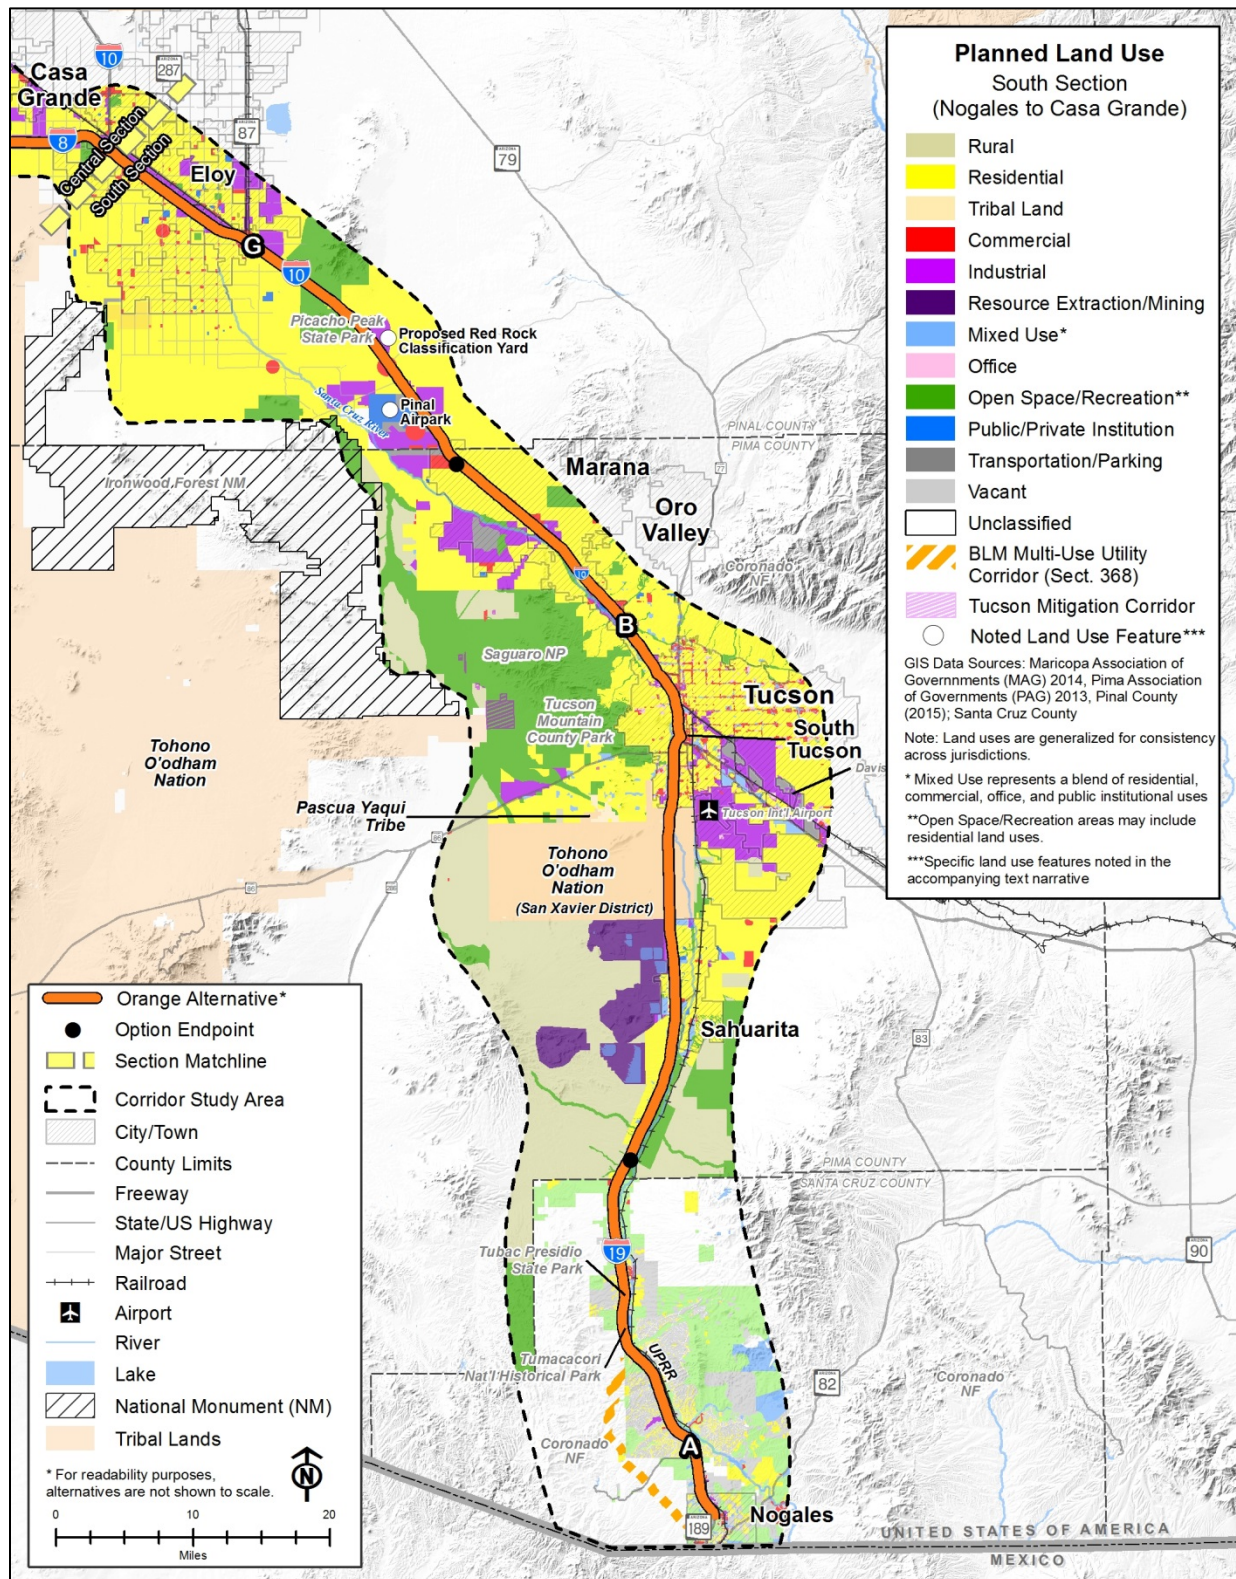 Planned Land Use
South Section
(Nogales to Casa Grande)
Rural
Residential
Tribal Land
Commercial
Industrial
Resource Extraction/Mining
Mixed Use*
Office
Open Space/Recreation**
Public/Private Institution
Transportation/Parking
Vacant
Unclassified
BLM Multi-Use Utility
Corridor (Sect. 368)
Tucson Mitigation Corridor
Noted Land Use Feature***
GIS Data Sources: Maricopa Association of
Governnments (MAG) 2014, Pima Association
of Governments (PAG) 2013, Pinal County
(2015); Santa Cruz County
Note: Land uses are generalized for consistency
across jurisdictions.
* Mixed Use represents a blend of residential,
commercial, office, and public institutional uses
**Open Space/Recreation areas may include
residential land uses.
***Specific land use features noted in the
accompanying text narrative
10
ARIZONA
287
Casa
Grande
8
Central Section
South Section
87
Eloy
79
G
10
Picacho Peak
State Park
Proposed Red Rock
Classification Yard
Santa Cruz River
Pinal
Airpark
PINAL COUNTY
PIMA COUNTY
Marana
77
Oro
Valley
Ironwood Forest NM
10
Coronado
NF
B
Saguaro NP
Tucson
Tucson
Mountain
County Park
South
Tucson
Davis
Tohono
O'odham
Nation
Pascua Yaqui
Tribe
Tucson Int'l Airport
86
86
286
Tohono
O'odham
Nation
(San Xavier District)
Sahuarita
83
PIMA COUNTY
SANTA CRUZ COUNTY
19
Tubac Presidio
State Park
ARIZONA
90
Tumacacori
Nat'l Historical Park
UPRR
ARIZONA
82
Coronado
NF
Coronado
NF
A
Nogales
ARIZONA
189
UNITED STATES OF AMERICA
MEXICO
Orange Alternative*
Option Endpoint
Section Matchline
Corridor Study Area
City/Town
County Limits
Freeway
State/US Highway
Major Street
Railroad
Airport
River
Lake
National Monument (NM)
Tribal Lands
* For readability purposes,
alternatives are not shown to scale.
N
0 10 20
Miles